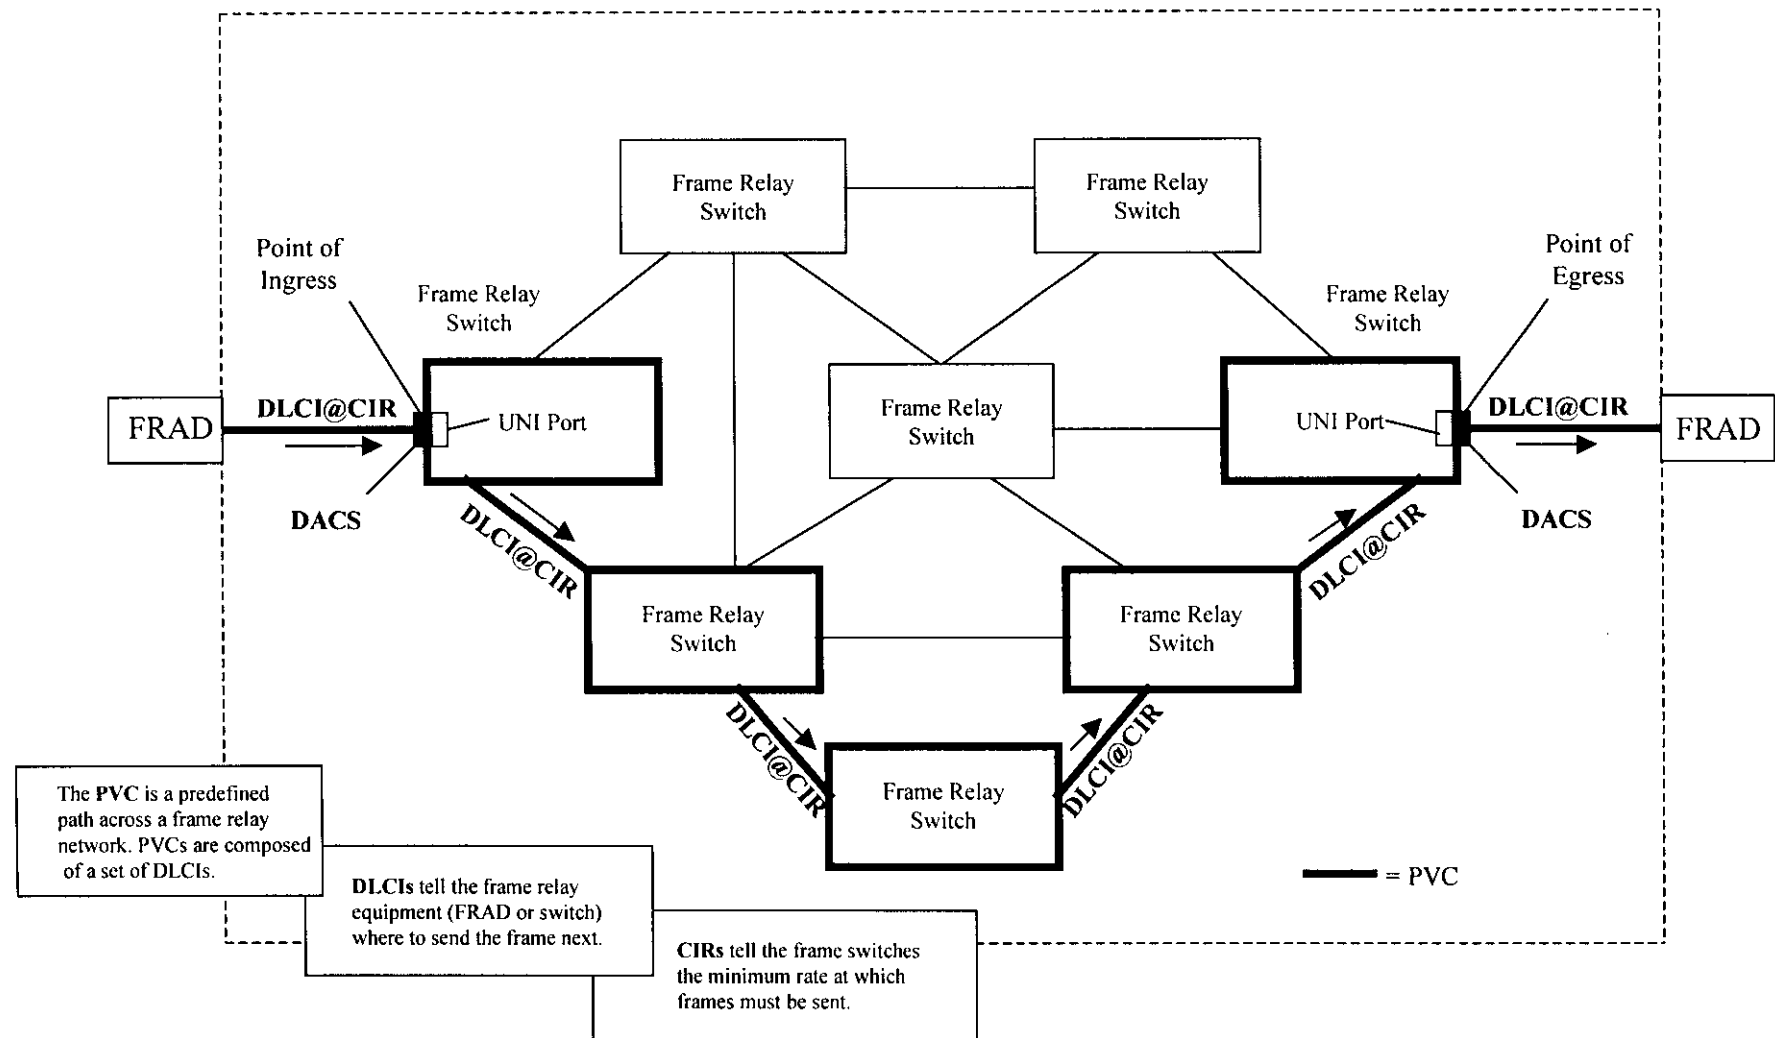 Frame Relay
Switch
Frame Relay
Switch
Point of
Ingress
Point of
Egress
Frame Relay
Switch
Frame Relay
Switch
FRAD
DLCI@CIR
UNI Port
Frame Relay
Switch
UNI Port
DLCI@CIR
FRAD
DACS
DACS
DLCI@CIR
DLCI@CIR
Frame Relay
Switch
Frame Relay
Switch
DLCI@CIR
DLCI@CIR
Frame Relay
Switch
The PVC is a predefined
path across a frame relay
network. PVCs are composed
of a set of DLCIs.
DLCIs tell the frame relay
equipment (FRAD or switch)
where to send the frame next.
CIRs tell the frame switches
the minimum rate at which
frames must be sent.
= PVC